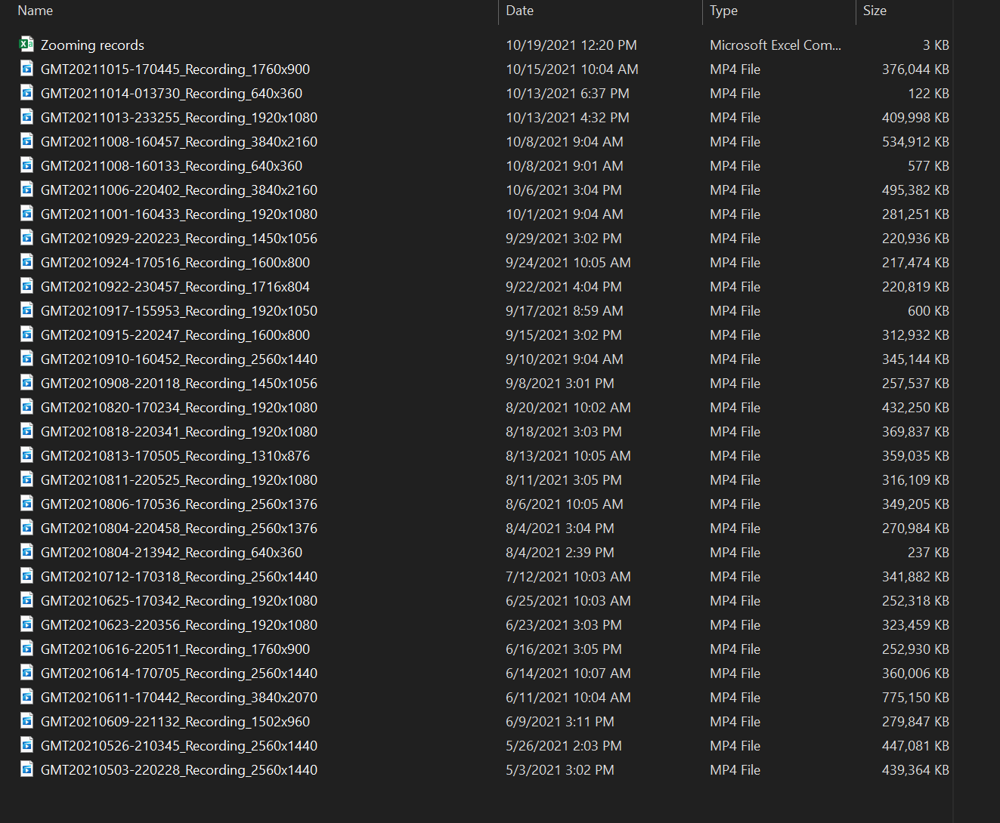 Name Date Type Size
Zooming records 10/19/2021 12:20 PM Microsoft Excel Com... 3 KB
GMT20211015-170445_Recording_1760x900 10/15/2021 10:04 AM MP4 File 376,044 KB
GMT20211014-013730_Recording_640x360 10/13/2021 6:37 PM MP4 File 122 KB
GMT20211013-233255_Recording_1920x1080 10/13/2021 4:32 PM MP4 File 409,998 KB
GMT20211008-160457_Recording_3840x2160 10/8/2021 9:04 AM MP4 File 534,912 KB
GMT20211008-160133_Recording_640x360 10/8/2021 9:01 AM MP4 File 577 KB
GMT20211006-220402_Recording_3840x2160 10/6/2021 3:04 PM MP4 File 495,382 KB
GMT20211001-160433_Recording_1920x1080 10/1/2021 9:04 AM MP4 File 281,251 KB
GMT20210929-220223_Recording_1450x1056 9/29/2021 3:02 PM MP4 File 220,936 KB
GMT20210924-170516_Recording_1600x800 9/24/2021 10:05 AM MP4 File 217,474 KB
GMT20210922-230457_Recording_1716x804 9/22/2021 4:04 PM MP4 File 220,819 KB
GMT20210917-155953_Recording_1920x1050 9/17/2021 8:59 AM MP4 File 600 KB
GMT20210915-220247_Recording_1600x800 9/15/2021 3:02 PM MP4 File 312,932 KB
GMT20210910-160452_Recording_2560x1440 9/10/2021 9:04 AM MP4 File 345,144 KB
GMT20210908-220118_Recording_1450x1056 9/8/2021 3:01 PM MP4 File 257,537 KB
GMT20210820-170234_Recording_1920x1080 8/20/2021 10:02 AM MP4 File 432,250 KB
GMT20210818-220341_Recording_1920x1080 8/18/2021 3:03 PM MP4 File 369,837 KB
GMT20210813-170505_Recording_1310x876 8/13/2021 10:05 AM MP4 File 359,035 KB
GMT20210811-220525_Recording_1920x1080 8/11/2021 3:05 PM MP4 File 316,109 KB
GMT20210806-170536_Recording_2560x1376 8/6/2021 10:05 AM MP4 File 349,205 KB
GMT20210804-220458_Recording_2560x1376 8/4/2021 3:04 PM MP4 File 270,984 KB
GMT20210804-213942_Recording_640x360 8/4/2021 2:39 PM MP4 File 237 KB
GMT20210712-170318_Recording_2560x1440 7/12/2021 10:03 AM MP4 File 341,882 KB
GMT20210625-170342_Recording_1920x1080 6/25/2021 10:03 AM MP4 File 252,318 KB
GMT20210623-220356_Recording_1920x1080 6/23/2021 3:03 PM MP4 File 323,459 KB
GMT20210616-220511_Recording_1760x900 6/16/2021 3:05 PM MP4 File 252,930 KB
GMT20210614-170705_Recording_2560x1440 6/14/2021 10:07 AM MP4 File 360,006 KB
GMT20210611-170442_Recording_3840x2070 6/11/2021 10:04 AM MP4 File 775,150 KB
GMT20210609-221132_Recording_1502x960 6/9/2021 3:11 PM MP4 File 279,847 KB
GMT20210526-210345_Recording_2560x1440 5/26/2021 2:03 PM MP4 File 447,081 KB
GMT20210503-220228_Recording_2560x1440 5/3/2021 3:02 PM MP4 File 439,364 KB